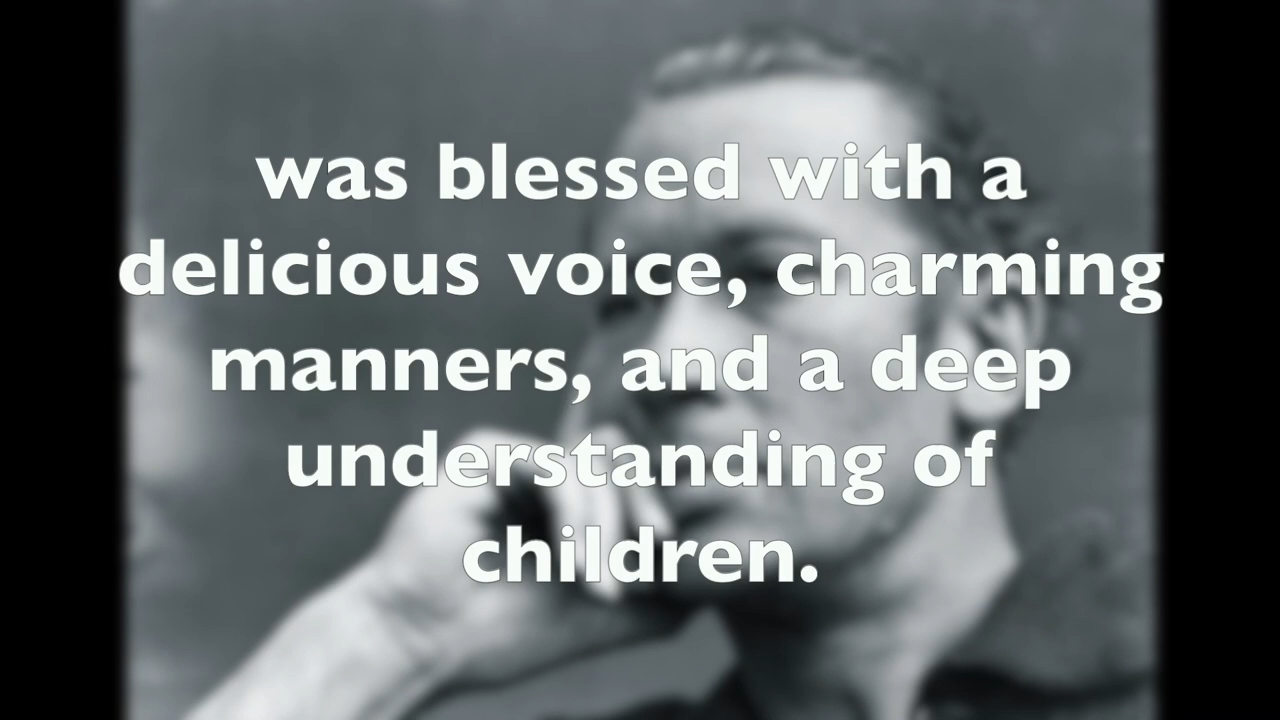 was blessed with a
delicious voice, charming
manners, and a deep
understanding of
children.